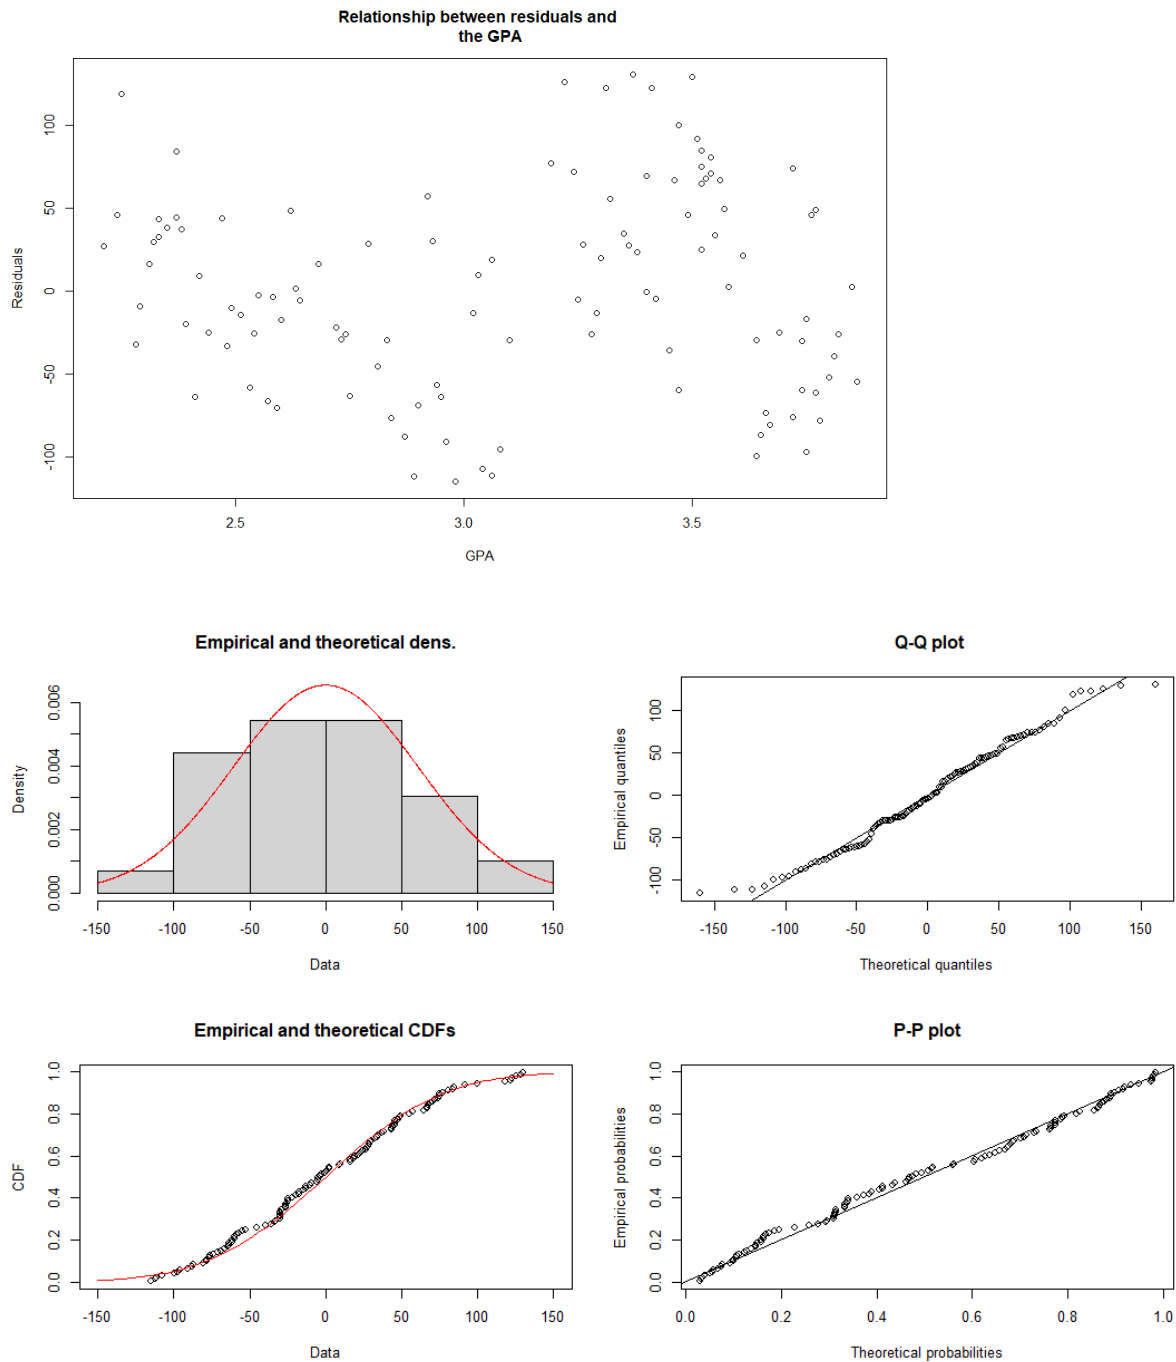 Relationship between residuals and
the GPA
Residuals
100
50
0
-50
-100
2.5 3.0 3.5
GPA
Empirical and theoretical dens.
Density
0.006
0.004
0.002
0.000
-150 -100 -50 0 50 100 150
Data
Q-Q plot
Empirical quantiles
100
50
0
-50
-100
-150 -100 -50 0 50 100 150
Theoretical quantiles
Empirical and theoretical CDFs
CDF
1.0
0.8
0.6
0.4
0.2
0.0
-150 -100 -50 0 50 100 150
Data
P-P plot
Empirical probabilities
1.0
0.8
0.6
0.4
0.2
0.0
0.0 0.2 0.4 0.6 0.8 1.0
Theoretical probabilities